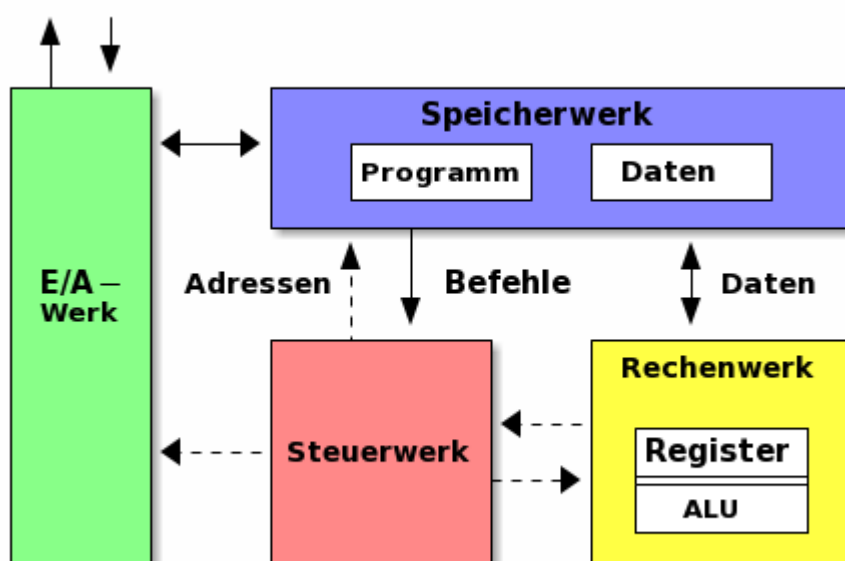 Speicherwerk
Programm
Daten
E/A –
Werk
Adressen
Befehle
Daten
Rechenwerk
Steuerwerk
Register
ALU